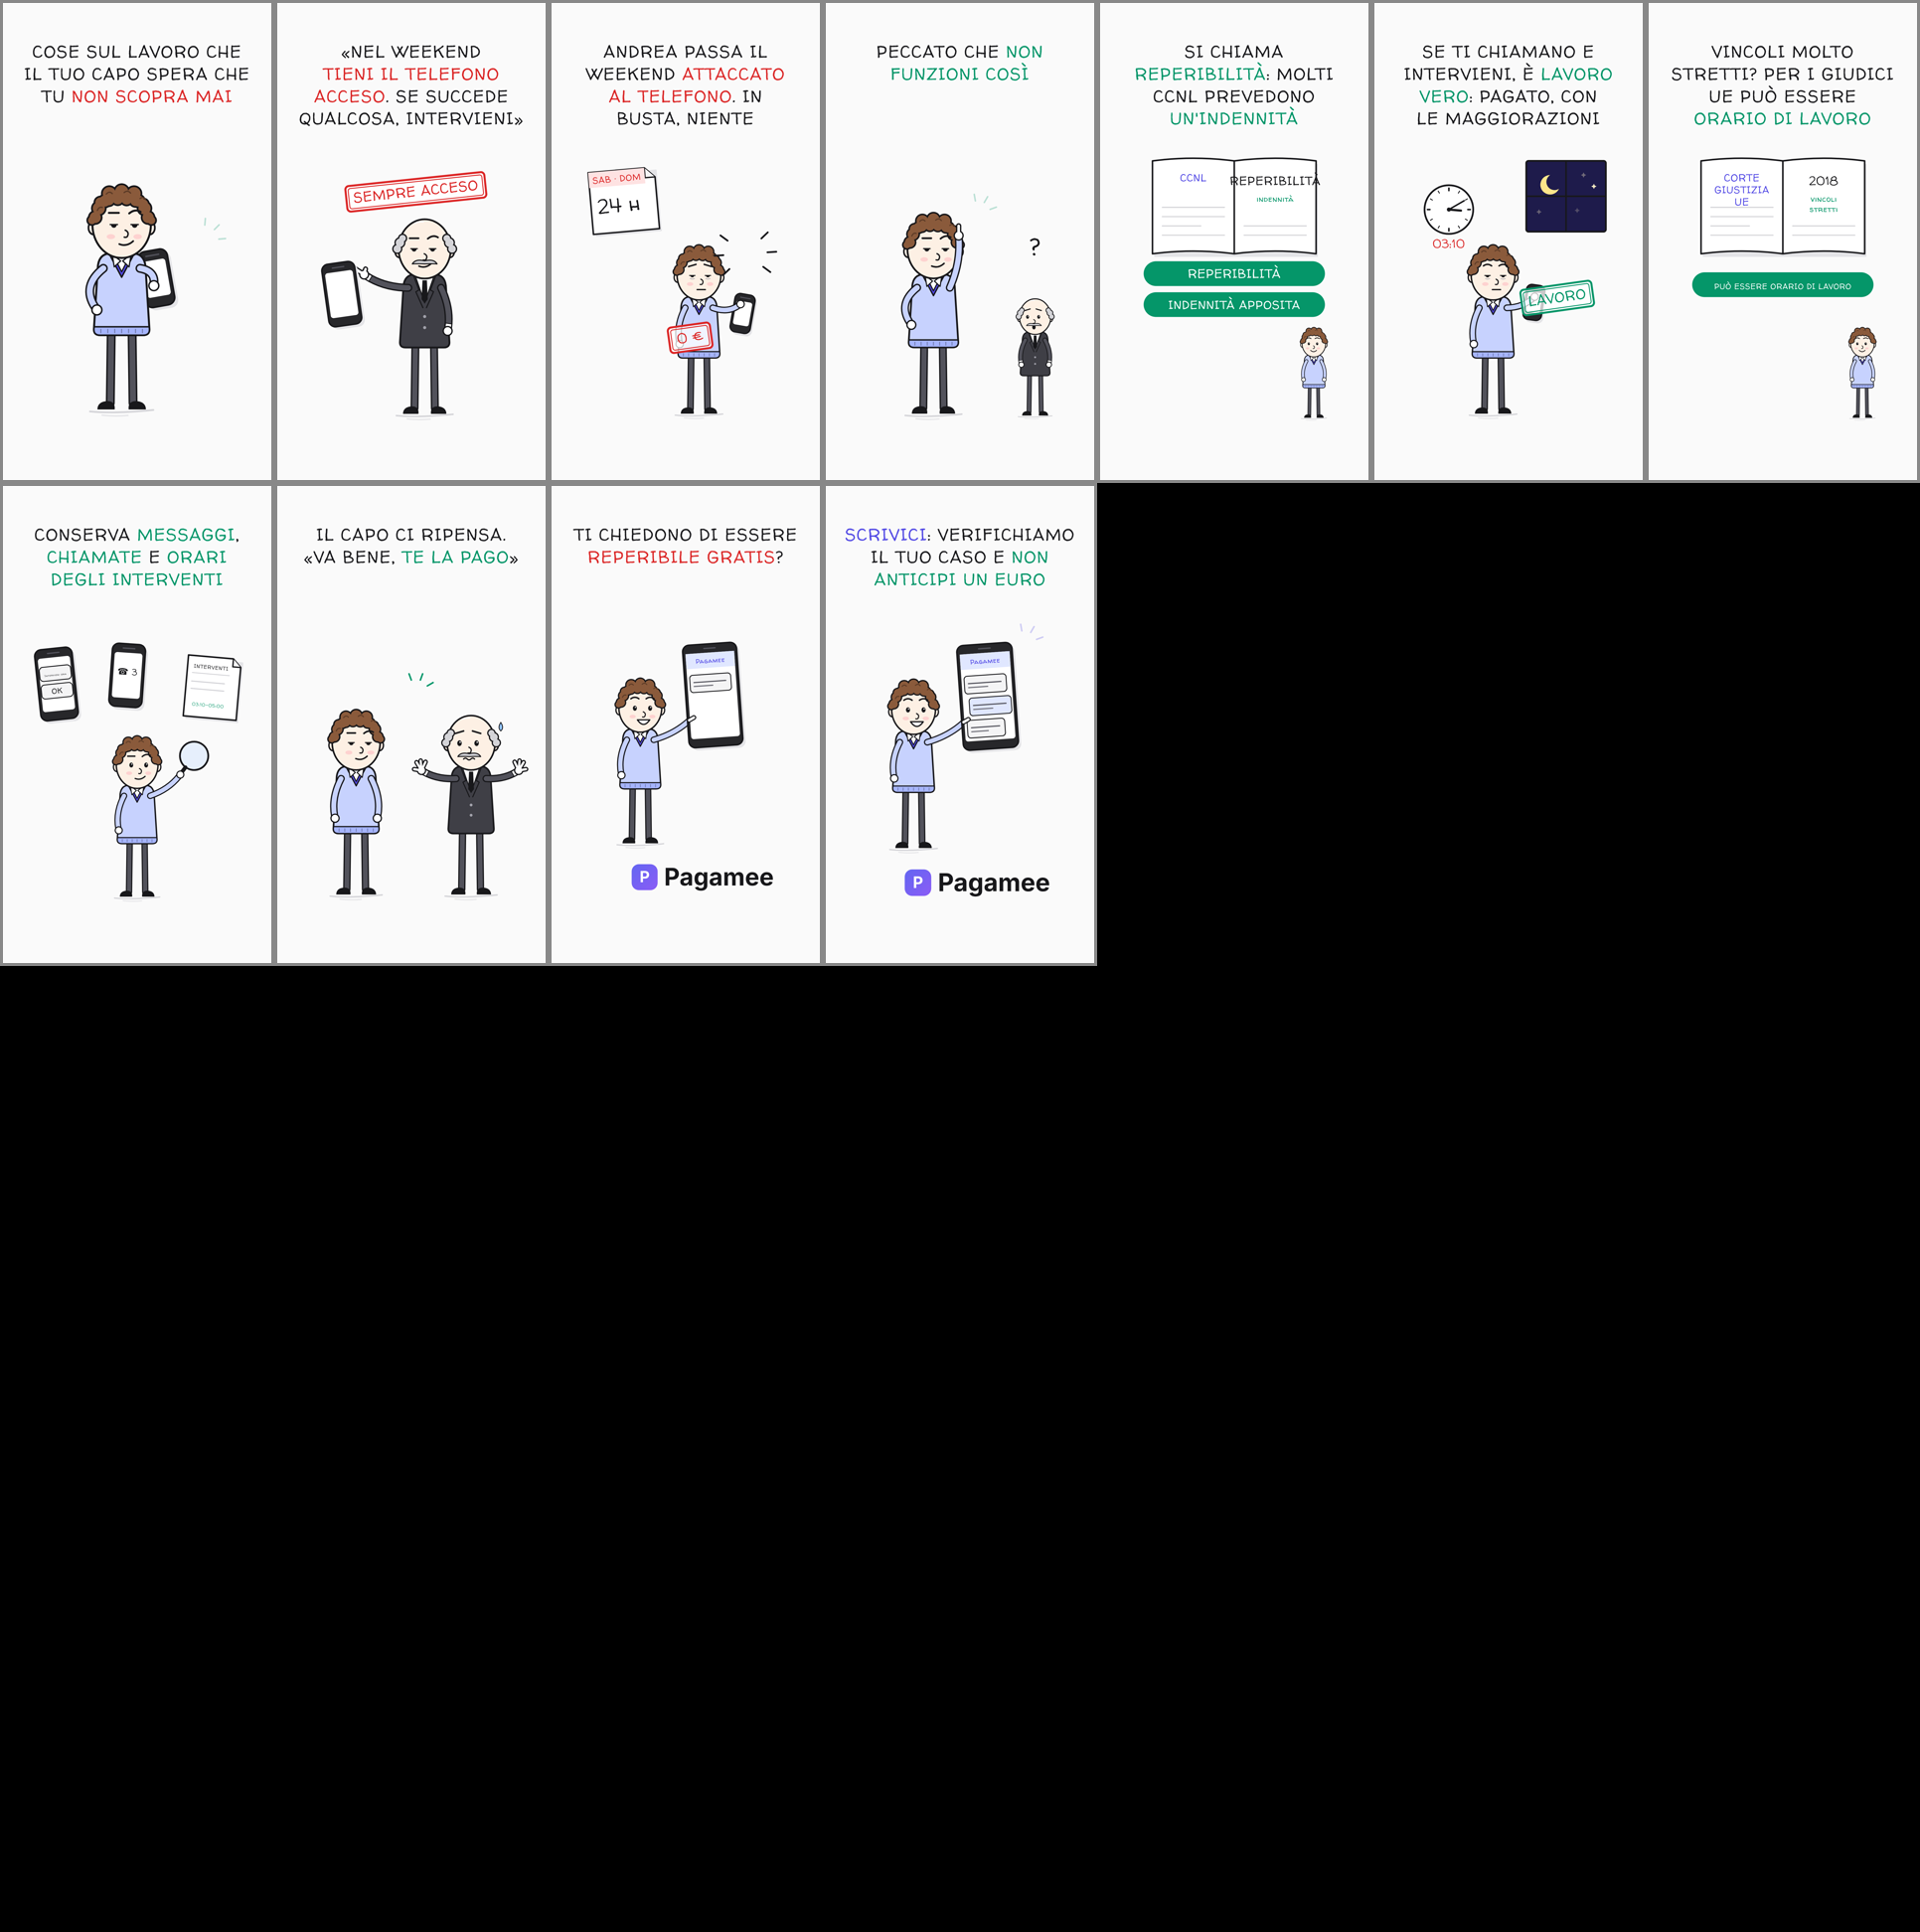 COSE SUL LAVORO CHE
IL TUO CAPO SPERA CHE
TU NON SCOPRA MAI
«NEL WEEKEND
TIENI IL TELEFONO
ACCESO. SE SUCCEDE
QUALCOSA, INTERVIENI»
SEMPRE ACCESO
ANDREA PASSA IL
WEEKEND ATTACCATO
AL TELEFONO. IN
BUSTA, NIENTE
SAB · DOM
24 H
0 €
PECCATO CHE NON
FUNZIONI COSÌ
?
SI CHIAMA
REPERIBILITÀ: MOLTI
CCNL PREVEDONO
UN'INDENNITÀ
CCNL
REPERIBILITÀ
INDENNITÀ
REPERIBILITÀ
INDENNITÀ APPOSITA
SE TI CHIAMANO E
INTERVIENI, È LAVORO
VERO: PAGATO, CON
LE MAGGIORAZIONI
03:10
LAVORO
VINCOLI MOLTO
STRETTI? PER I GIUDICI
UE PUÒ ESSERE
ORARIO DI LAVORO
CORTE
GIUSTIZIA
UE
2018
VINCOLI
STRETTI
PUÒ ESSERE ORARIO DI LAVORO
CONSERVA MESSAGGI,
CHIAMATE E ORARI
DEGLI INTERVENTI
OK
☎ 3
INTERVENTI
03:10-05:00
IL CAPO CI RIPENSA.
«VA BENE, TE LA PAGO»
TI CHIEDONO DI ESSERE
REPERIBILE GRATIS?
PAGAMEE
P Pagamee
SCRIVICI: VERIFICHIAMO
IL TUO CASO E NON
ANTICIPI UN EURO
PAGAMEE
P Pagamee